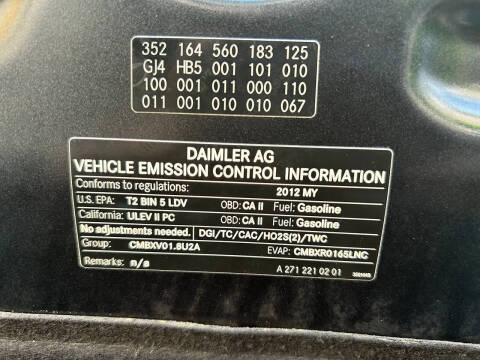 352 164 560 183 125
GJ4 HB5 001 101 010
100 001 011 000 110
011 001 010 010 067
DAIMLER AG
VEHICLE EMISSION CONTROL INFORMATION
Conforms to regulations: 2012 MY
U.S. EPA: T2 BIN 5 LDV OBD: CA II Fuel: Gasoline
California: ULEV II PC OBD: CA II Fuel: Gasoline
No adjustments needed. DGI/TC/CAC/HO2S(2)/TWC
Group: CMBXV01.8U2A EVAP: CMBXR0165LNC
Remarks: n/a A 271 221 02 01